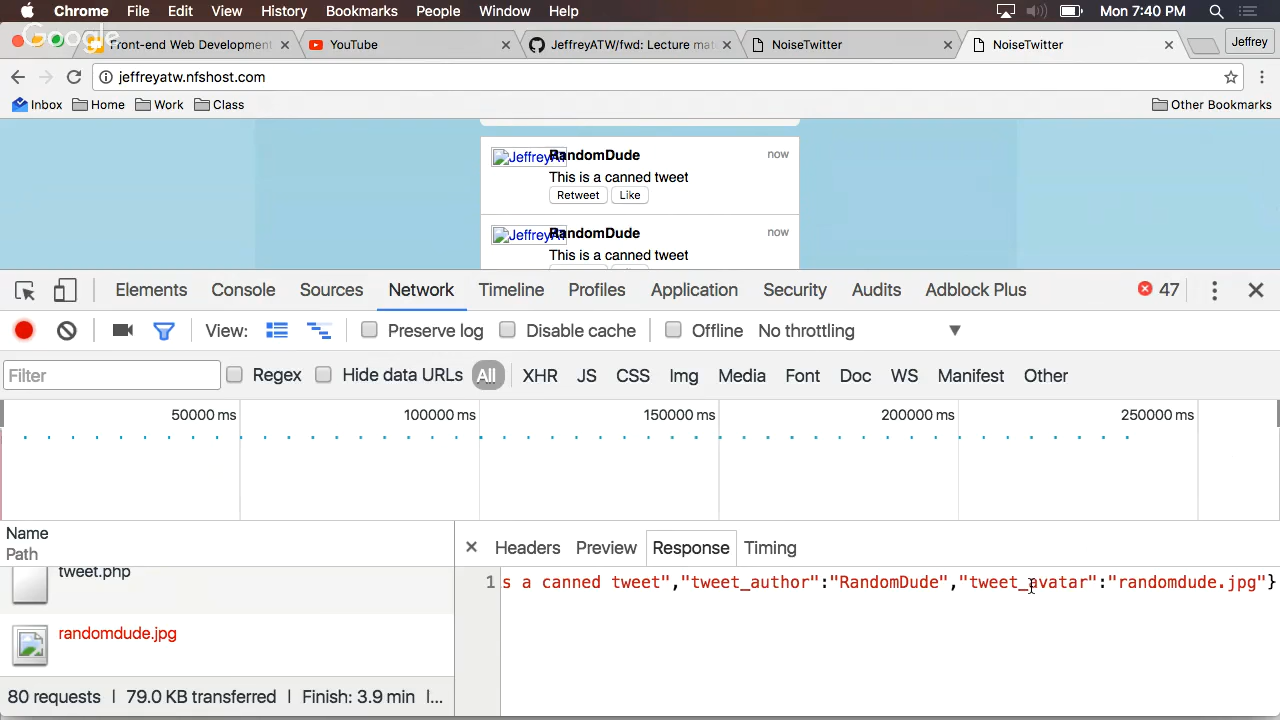 Chrome File Edit View History Bookmarks People Window Help Mon 7:40 PM
Google
Front-end Web Development YouTube jeffreyATW/fwd: Lecture mat NoiseTwitter NoiseTwitter Jeffrey
jeffreyatw.nfshost.com
Inbox Home Work Class Other Bookmarks
RandomDude now
This is a canned tweet
Retweet Like
RandomDude now
This is a canned tweet
Elements Console Sources Network Timeline Profiles Application Security Audits Adblock Plus 47
View: Preserve log Disable cache Offline No throttling
Filter Regex Hide data URLs All XHR JS CSS Img Media Font Doc WS Manifest Other
50000 ms 100000 ms 150000 ms 200000 ms 250000 ms
Name
Path
Headers Preview Response Timing
tweet.php
1 s a canned tweet","tweet_author":"RandomDude","tweet_avatar":"randomdude.jpg"}
randomdude.jpg
80 requests | 79.0 KB transferred | Finish: 3.9 min | ...